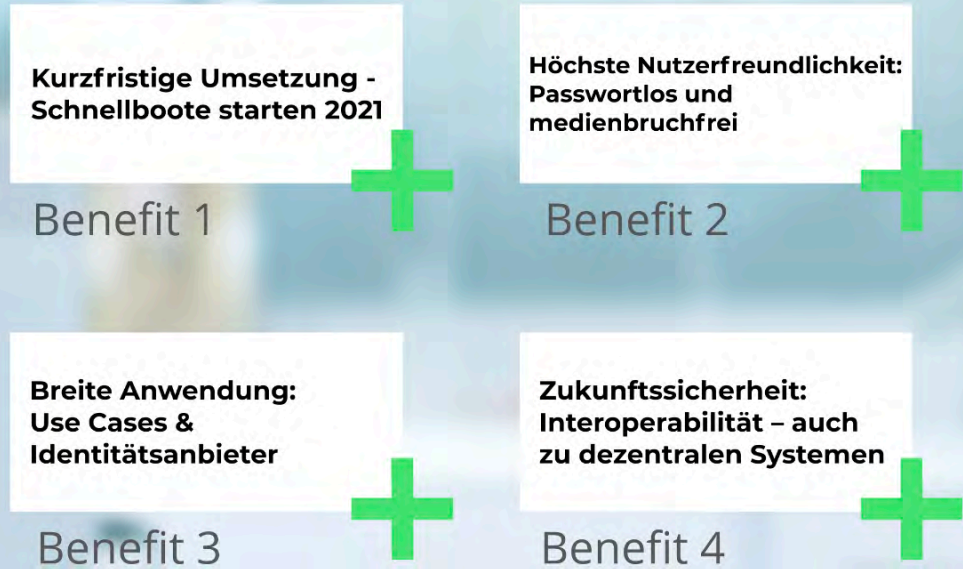 Kurzfristige Umsetzung -
Schnellboote starten 2021
Benefit 1
Höchste Nutzerfreundlichkeit:
Passwortlos und
medienbruchfrei
Benefit 2
Breite Anwendung:
Use Cases &
Identitätsanbieter
Benefit 3
Zukunftssicherheit:
Interoperabilität – auch
zu dezentralen Systemen
Benefit 4